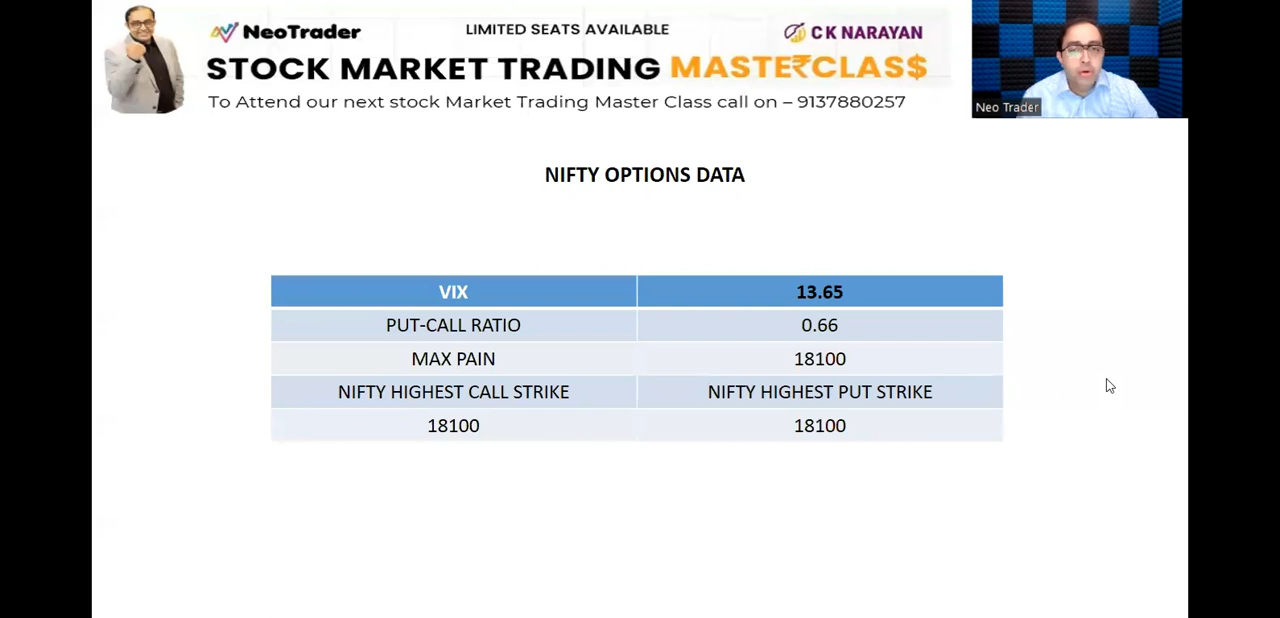 NeoTrader
LIMITED SEATS AVAILABLE
C K NARAYAN
STOCK MARKET TRADING MASTE₹CLAS$
To Attend our next stock Market Trading Master Class call on – 9137880257
Neo Trader
NIFTY OPTIONS DATA
VIX 13.65
PUT-CALL RATIO 0.66
MAX PAIN 18100
NIFTY HIGHEST CALL STRIKE NIFTY HIGHEST PUT STRIKE
18100 18100